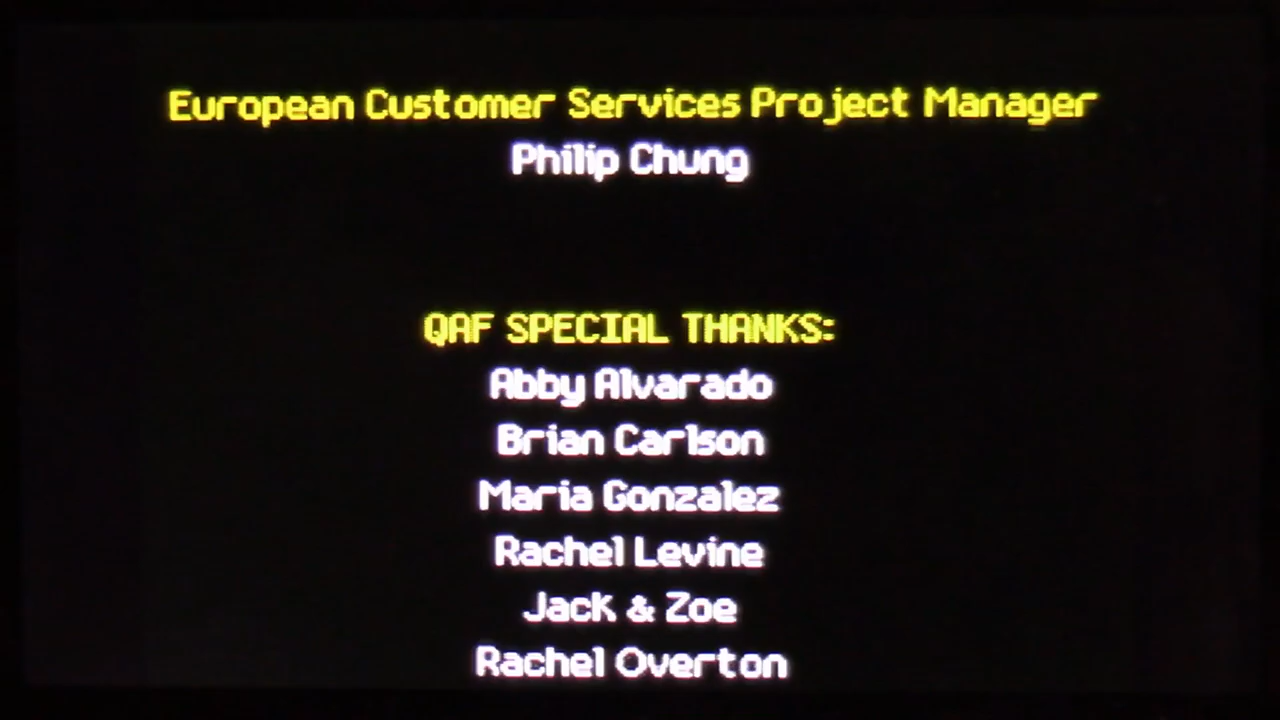 European Customer Services Project Manager
Philip Chung
QAF SPECIAL THANKS:
Abby Alvarado
Brian Carlson
Maria Gonzalez
Rachel Levine
Jack & Zoe
Rachel Overton